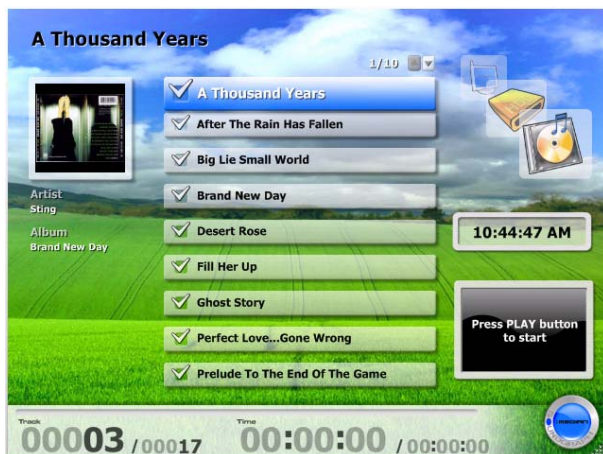 A Thousand Years
1/10
A Thousand Years
After The Rain Has Fallen
Big Lie Small World
Artist
Sting
Brand New Day
Album
Brand New Day
Desert Rose
10:44:47 AM
Fill Her Up
Ghost Story
Press PLAY button
to start
Perfect Love...Gone Wrong
Prelude To The End Of The Game
Track
00003 /00017
Time
00:00:00 / 00:00:00